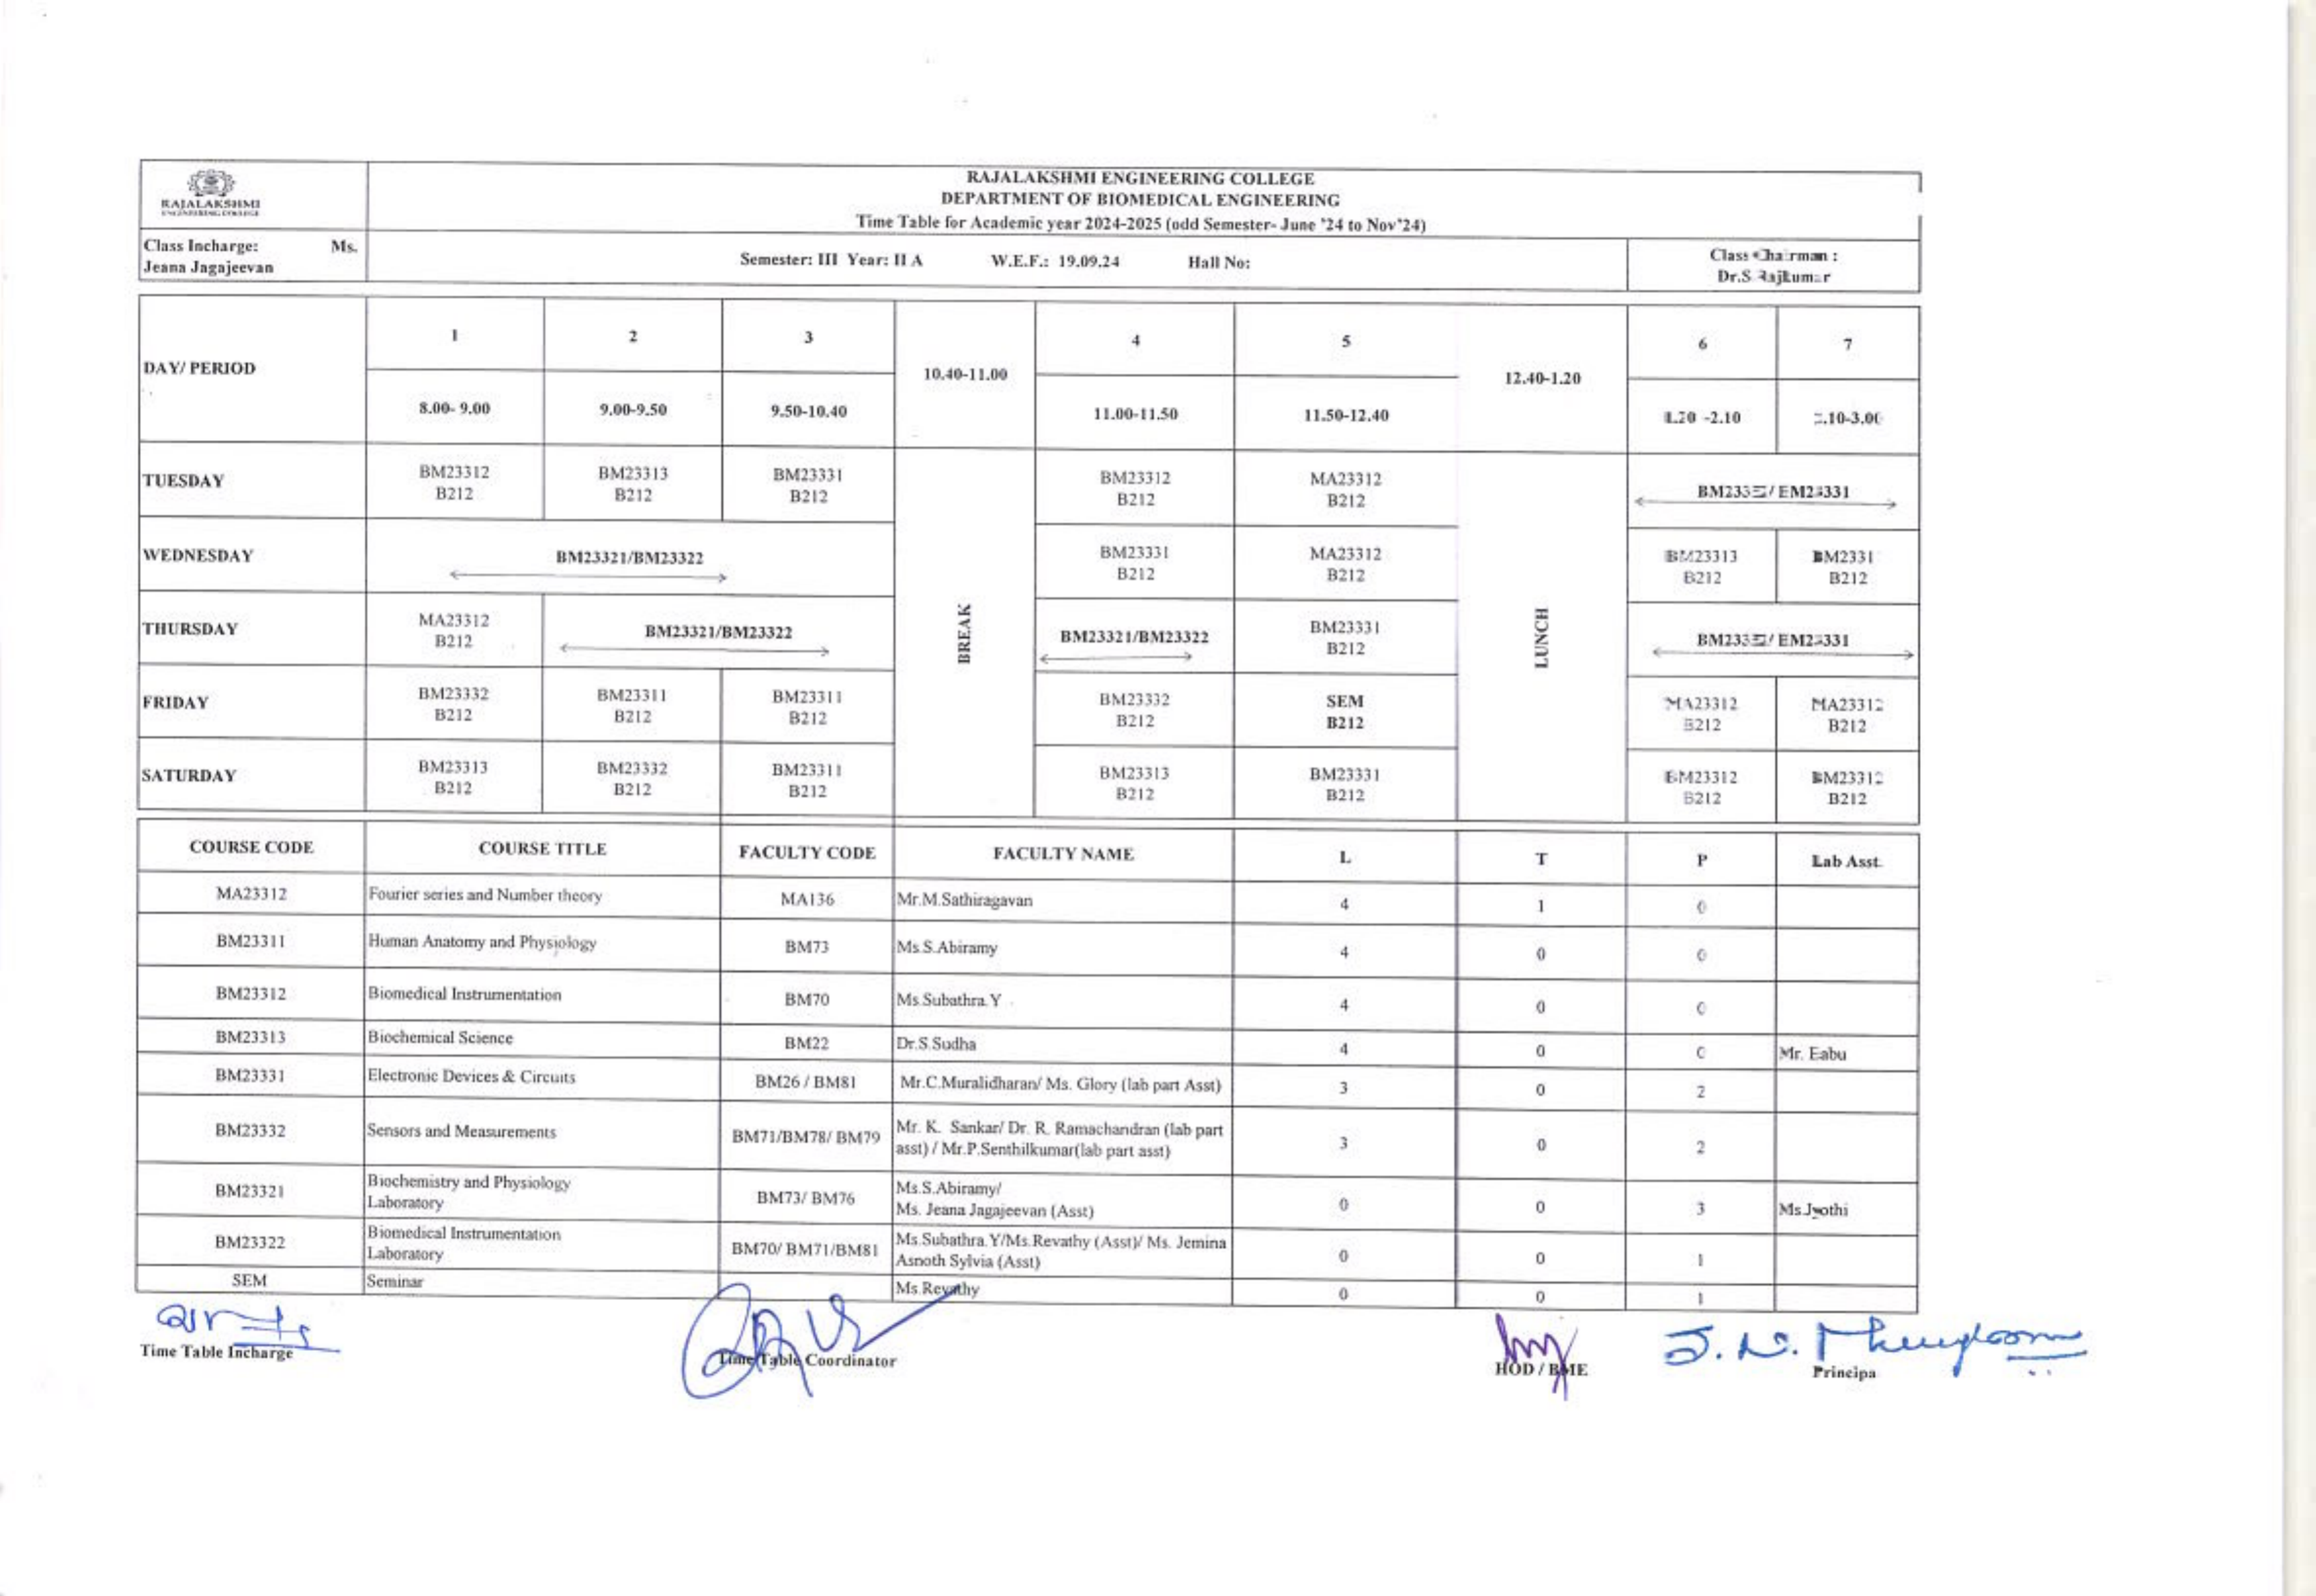 RAJALAKSHMI
ENGINEERING COLLEGE
RAJALAKSHMI ENGINEERING COLLEGE
DEPARTMENT OF BIOMEDICAL ENGINEERING
Time Table for Academic year 2024-2025 (odd Semester- June '24 to Nov'24)
Class Incharge: Ms.
Jeana Jagajeevan
Semester: III Year: II A W.E.F.: 19.09.24 Hall No:
Class Chairman :
Dr.S Rajkumar
DAY/ PERIOD
1 2 3 10.40-11.00 4 5 12.40-1.20 6 7
8.00- 9.00 9.00-9.50 9.50-10.40 11.00-11.50 11.50-12.40 1.20 -2.10 2.10-3.00
TUESDAY BM23312 BM23313 BM23331 BM23312 MA23312
B212 B212 B212 B212 B212
WEDNESDAY BM23321/BM23322 BM23331 MA23312 BM23313 BM2331
B212 B212 B212 B212
BREAK
LUNCH
THURSDAY MA23312 BM23321/BM23322 BM23321/BM23322 BM23331
B212 B212
FRIDAY BM23332 BM23311 BM23311 BM23332 SEM MA23312 MA23312
B212 B212 B212 B212 B212 B212 B212
SATURDAY BM23313 BM23332 BM23311 BM23313 BM23331 BM23312 BM23312
B212 B212 B212 B212 B212 B212 B212
COURSE CODE COURSE TITLE FACULTY CODE FACULTY NAME L T P Lab Asst.
MA23312 Fourier series and Number theory MA136 Mr.M.Sathiragavan 4 1 0
BM23311 Human Anatomy and Physiology BM73 Ms.S.Abiramy 4 0 0
BM23312 Biomedical Instrumentation BM70 Ms.Subathra.Y 4 0 0
BM23313 Biochemical Science BM22 Dr.S.Sudha 4 0 0 Mr.
BM23331 Electronic Devices & Circuits BM26 / BM81 Mr.C.Muralidharan/ Ms. Glory (lab part Asst) 3 0 2
BM23332 Sensors and Measurements BM71/BM78/ BM79 Mr. K. Sankar/ Dr. R. Ramachandran (lab part
asst) / Mr.P.Senthilkumar(lab part asst) 3 0 2
BM23321 Biochemistry and Physiology
Laboratory BM73/ BM76 Ms.S.Abiramy/
Ms. Jeana Jagajeevan (Asst) 0 0 3 Ms.Jyothi
BM23322 Biomedical Instrumentation
Laboratory BM70/ BM71/BM81 Ms.Subathra.Y/Ms.Revathy (Asst)/ Ms. Jemina
Asnoth Sylvia (Asst) 0 0 1
SEM Seminar Ms.Revathy 0 0 1
Time Table Incharge Time Table Coordinator HOD / BME Principa